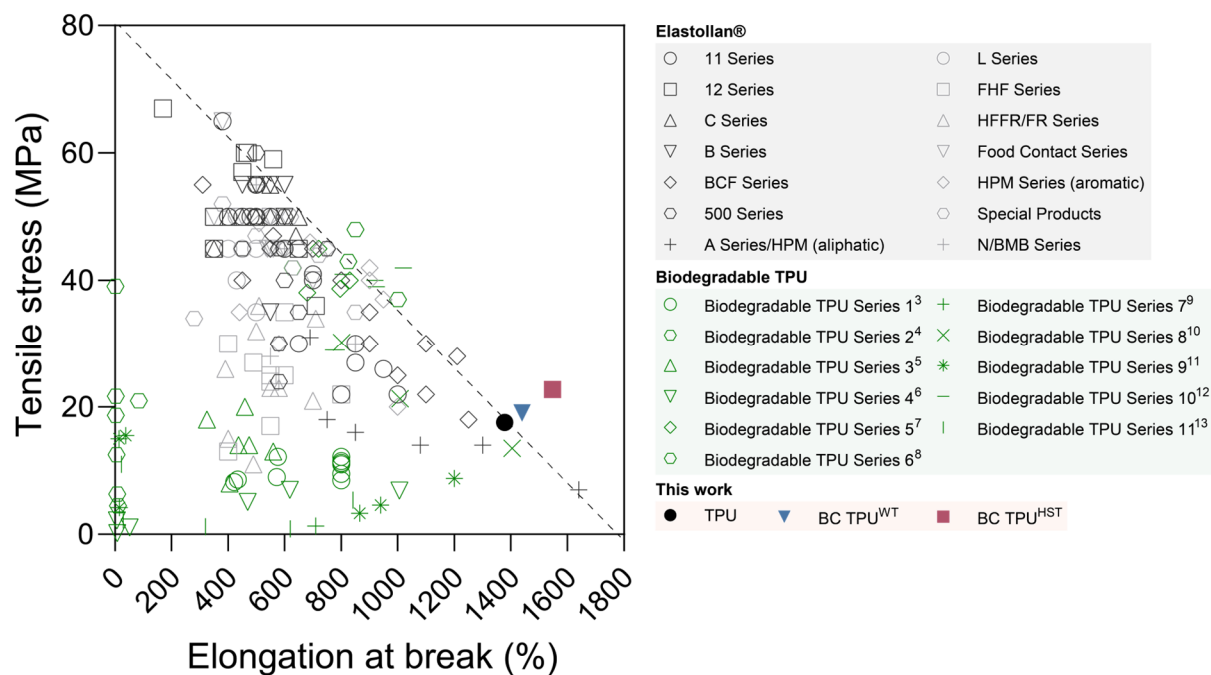 80
60
40
20
0
Tensile stress (MPa)
0
200
400
600
800
1000
1200
1400
1600
1800
Elongation at break (%)
Elastollan®
11 Series
L Series
12 Series
FHF Series
C Series
HFFR/FR Series
B Series
Food Contact Series
BCF Series
HPM Series (aromatic)
500 Series
Special Products
A Series/HPM (aliphatic)
N/BMB Series
Biodegradable TPU
Biodegradable TPU Series 1³
Biodegradable TPU Series 7⁹
Biodegradable TPU Series 2⁴
Biodegradable TPU Series 8¹⁰
Biodegradable TPU Series 3⁵
Biodegradable TPU Series 9¹¹
Biodegradable TPU Series 4⁶
Biodegradable TPU Series 10¹²
Biodegradable TPU Series 5⁷
Biodegradable TPU Series 11¹³
Biodegradable TPU Series 6⁸
This work
TPU
BC TPUᵂᵀ
BC TPUᴴˢᵀ